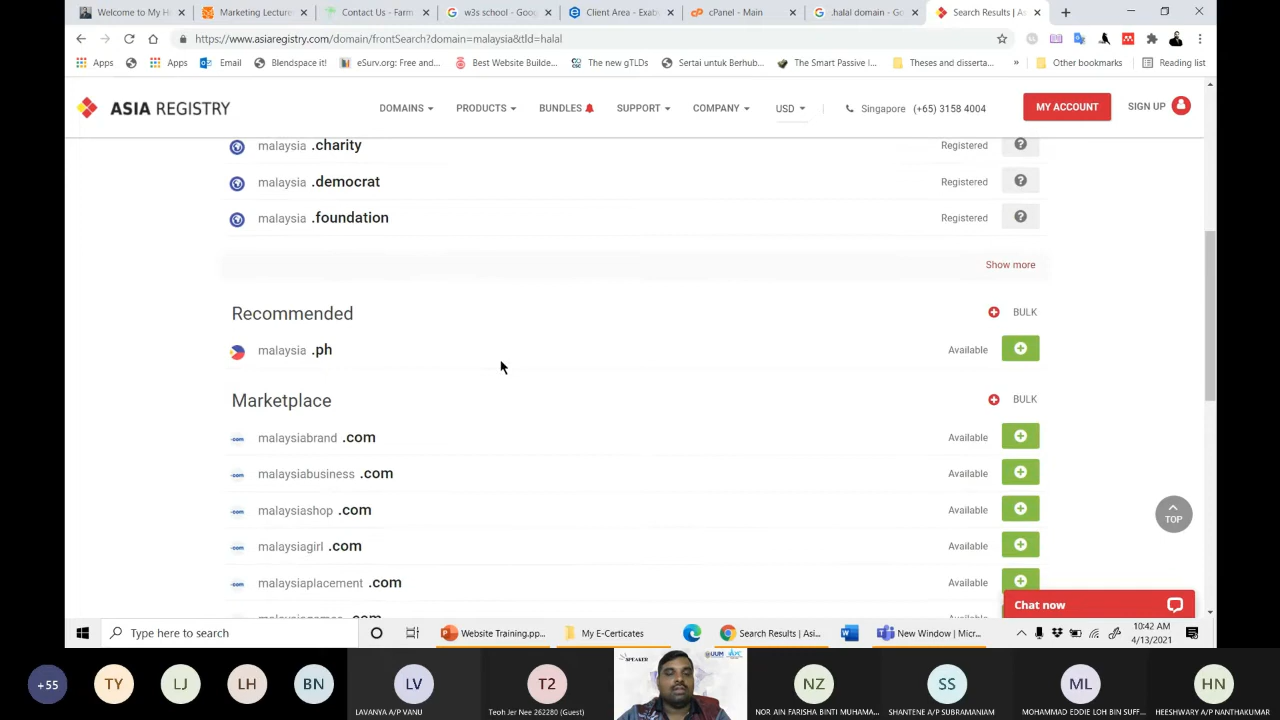 Welcome to My H
Marketing Lecture
Contact Us - Farm
w3s school - Goog
Client Area - Exab
cPanel - Main
.halal domain - Go
Search Results | As
https://www.asiaregistry.com/domain/frontSearch?domain=malaysia&tld=halal
Apps
Apps
Email
Blendspace it!
eSurv.org: Free and...
Best Website Builde...
The new gTLDs
Sertai untuk Berhub...
The Smart Passive I...
Theses and disserta...
»
Other bookmarks
Reading list
ASIA REGISTRY
DOMAINS
PRODUCTS
BUNDLES
SUPPORT
COMPANY
USD
Singapore (+65) 3158 4004
MY ACCOUNT
SIGN UP
malaysia .charity
Registered
malaysia .democrat
Registered
malaysia .foundation
Registered
Show more
Recommended
BULK
malaysia .ph
Available
Marketplace
BULK
malaysiabrand .com
Available
malaysiabusiness .com
Available
malaysiashop .com
Available
malaysiagirl .com
Available
malaysiaplacement .com
Available
TOP
Chat now
Type here to search
Website Training.pp...
My E-Certicates
Search Results | Asi...
New Window | Micr...
10:42 AM
4/13/2021
+55
TY
LJ
LH
BN
LV
LAVANYA A/P VANU
T2
Teoh Jer Nee 262280 (Guest)
SPEAKER
UUM
NZ
NOR AIN FARISHA BINTI MUHAMA...
SS
SHANTENE A/P SUBRAMANIAM
ML
MOHAMMAD EDDIE LOH BIN SUFF...
HN
HEESHWARY A/P NANTHAKUMAR